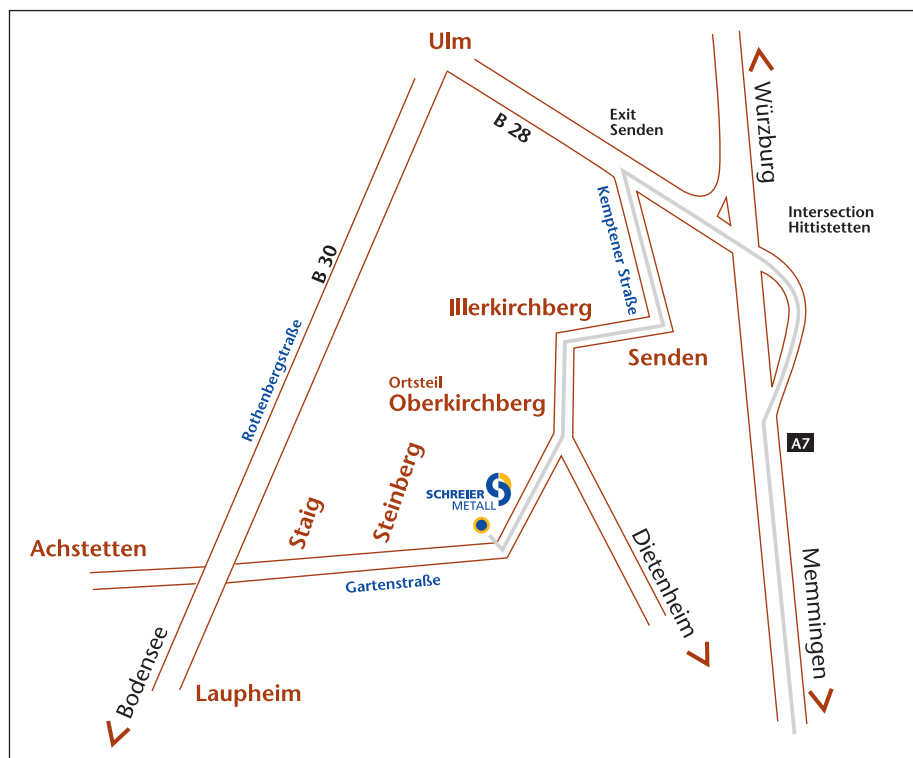 Ulm
B 28
Exit
Senden
Würzburg
Intersection
Hittistetten
Kemptener Straße
B 30
Rothenbergstraße
Illerkirchberg
Senden
Ortsteil
Oberkirchberg
A7
Steinberg
Staig
SCHREIER
METALL
Achstetten
Gartenstraße
Dietenheim
Memmingen
Bodensee
Laupheim